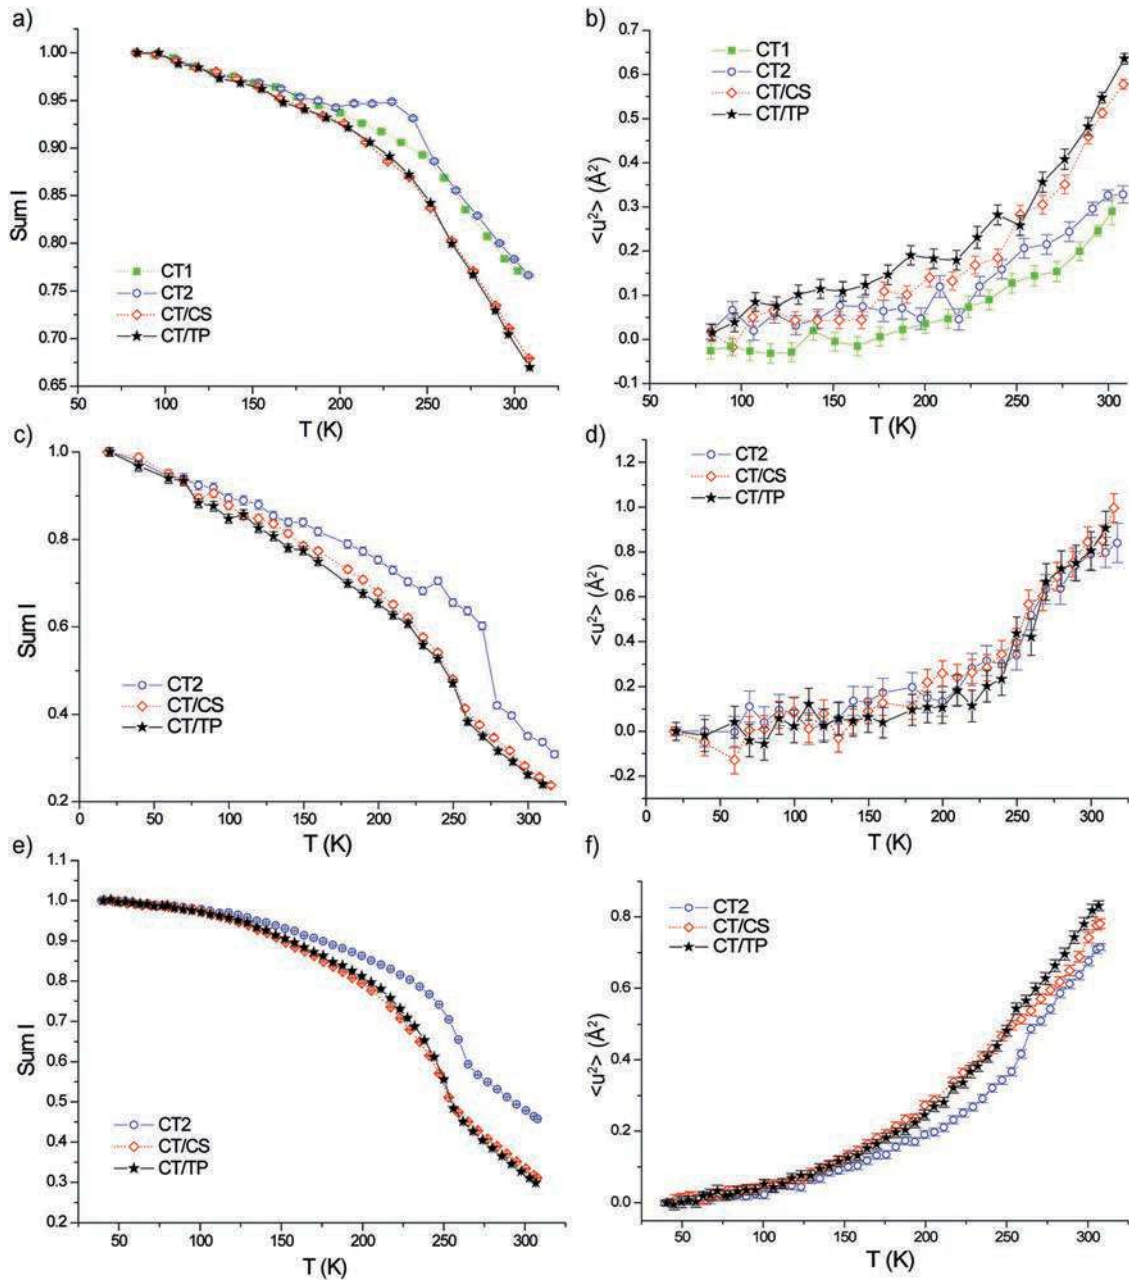 a)
1.00
0.95
0.90
0.85
0.80
0.75
0.70
0.65
Sum I
CT1
CT2
CT/CS
CT/TP
50 100 150 200 250 300
T (K)
b)
0.7
0.6
0.5
0.4
0.3
0.2
0.1
0.0
-0.1
<u²> (Å²)
CT1
CT2
CT/CS
CT/TP
50 100 150 200 250 300
T (K)
c)
1.0
0.8
0.6
0.4
0.2
Sum I
CT2
CT/CS
CT/TP
0 50 100 150 200 250 300
T (K)
d)
1.2
1.0
0.8
0.6
0.4
0.2
0.0
-0.2
<u²> (Å²)
CT2
CT/CS
CT/TP
0 50 100 150 200 250 300
T (K)
e)
1.1
1.0
0.9
0.8
0.7
0.6
0.5
0.4
0.3
0.2
Sum I
CT2
CT/CS
CT/TP
50 100 150 200 250 300
T (K)
f)
0.8
0.6
0.4
0.2
0.0
<u²> (Å²)
CT2
CT/CS
CT/TP
50 100 150 200 250 300
T (K)